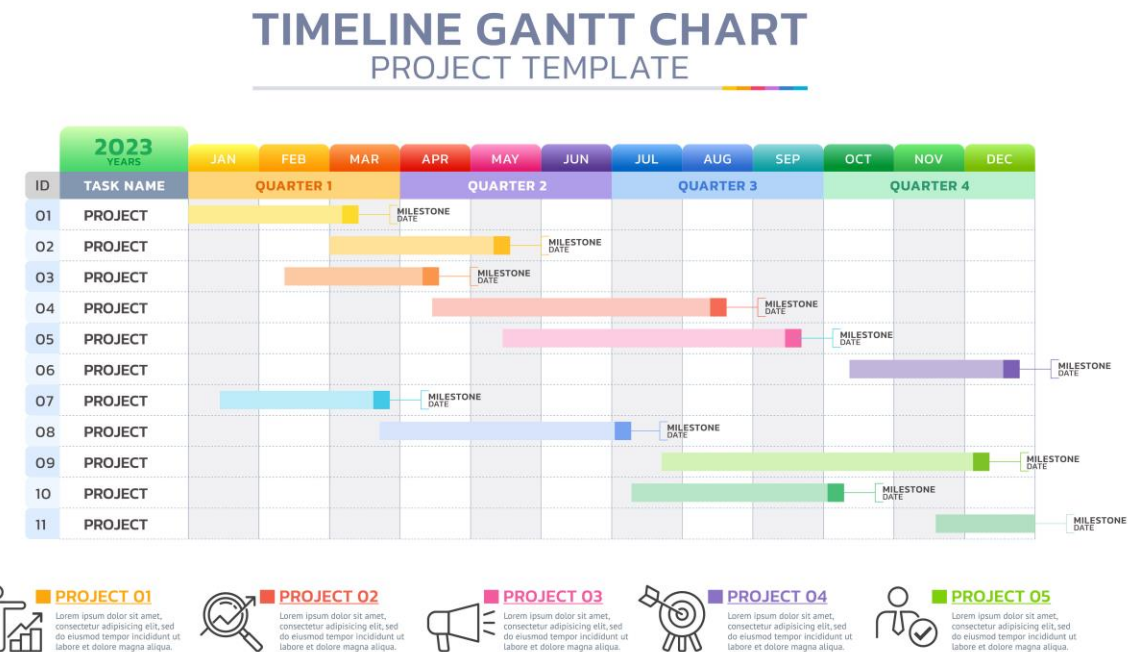 TIMELINE GANTT CHART
PROJECT TEMPLATE
2023
YEARS
JAN FEB MAR APR MAY JUN JUL AUG SEP OCT NOV DEC
ID TASK NAME QUARTER 1 QUARTER 2 QUARTER 3 QUARTER 4
01 PROJECT MILESTONE
DATE
02 PROJECT MILESTONE
DATE
03 PROJECT MILESTONE
DATE
04 PROJECT MILESTONE
DATE
05 PROJECT MILESTONE
DATE
06 PROJECT MILESTONE
DATE
07 PROJECT MILESTONE
DATE
08 PROJECT MILESTONE
DATE
09 PROJECT MILESTONE
DATE
10 PROJECT MILESTONE
DATE
11 PROJECT MILESTONE
DATE
PROJECT 01
Lorem ipsum dolor sit amet,
consectetur adipisicing elit, sed
do eiusmod tempor incididunt ut
labore et dolore magna aliqua.
PROJECT 02
Lorem ipsum dolor sit amet,
consectetur adipisicing elit, sed
do eiusmod tempor incididunt ut
labore et dolore magna aliqua.
PROJECT 03
Lorem ipsum dolor sit amet,
consectetur adipisicing elit, sed
do eiusmod tempor incididunt ut
labore et dolore magna aliqua.
PROJECT 04
Lorem ipsum dolor sit amet,
consectetur adipisicing elit, sed
do eiusmod tempor incididunt ut
labore et dolore magna aliqua.
PROJECT 05
Lorem ipsum dolor sit amet,
consectetur adipisicing elit, sed
do eiusmod tempor incididunt ut
labore et dolore magna aliqua.